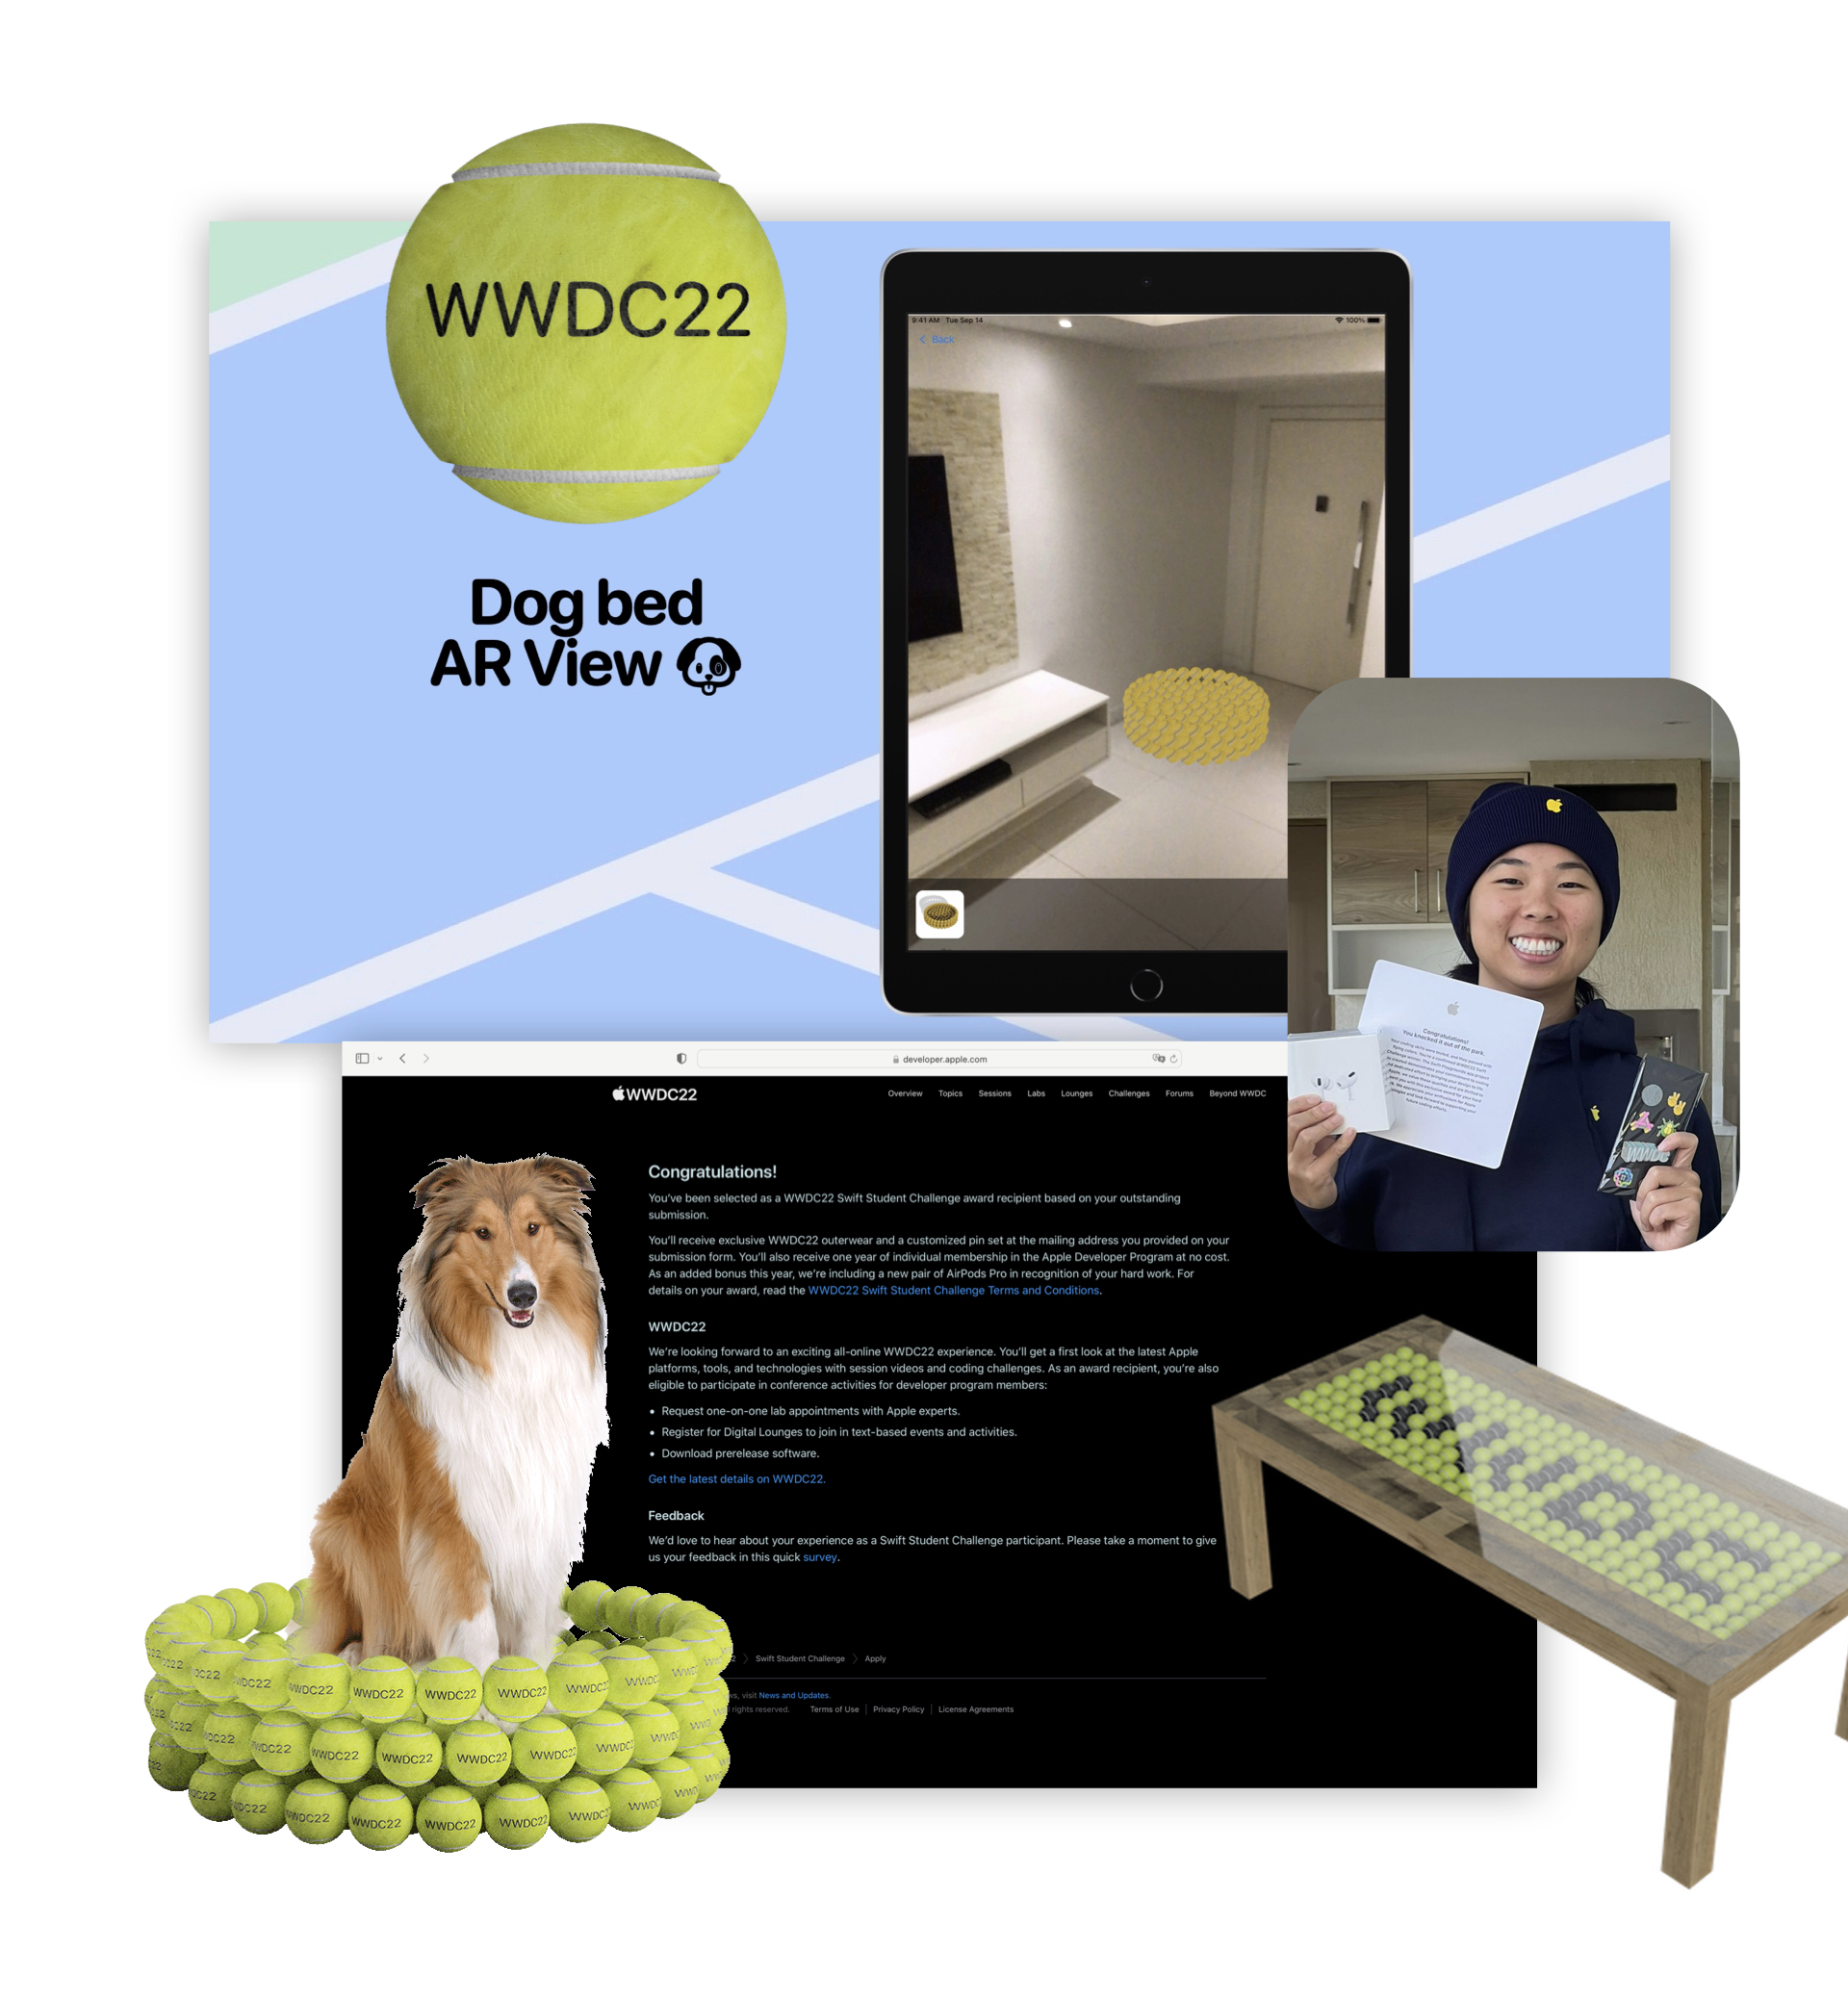 WWDC22
Dog bed
AR View
9:41 AM Tue Sep 14
100%
Back
Congratulations!
You knocked it out of the park.
WWDC
developer.apple.com
WWDC22
Overview Topics Sessions Labs Lounges Challenges Forums Beyond WWDC
Congratulations!
You've been selected as a WWDC22 Swift Student Challenge award recipient based on your outstanding
submission.
You'll receive exclusive WWDC22 outerwear and a customized pin set at the mailing address you provided on your
submission form. You'll also receive one year of individual membership in the Apple Developer Program at no cost.
As an added bonus this year, we're including a new pair of AirPods Pro in recognition of your hard work. For
details on your award, read the WWDC22 Swift Student Challenge Terms and Conditions.
WWDC22
We're looking forward to an exciting all-online WWDC22 experience. You'll get a first look at the latest Apple
platforms, tools, and technologies with session videos and coding challenges. As an award recipient, you're also
eligible to participate in conference activities for developer program members:
• Request one-on-one lab appointments with Apple experts.
• Register for Digital Lounges to join in text-based events and activities.
• Download prerelease software.
Get the latest details on WWDC22.
Feedback
We'd love to hear about your experience as a Swift Student Challenge participant. Please take a moment to give
us your feedback in this quick survey.
Swift Student Challenge Apply
visit News and Updates.
rights reserved. Terms of Use Privacy Policy License Agreements
WWDC22 WWDC22 WWDC22 WWDC22
WWDC22 WWDC22 WWDC22 WWDC22
WWDC22 WWDC22 WWDC22